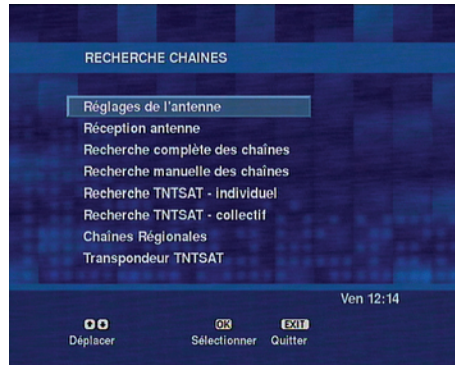 RECHERCHE CHAINES
Réglages de l'antenne
Réception antenne
Recherche complète des chaînes
Recherche manuelle des chaînes
Recherche TNTSAT - individuel
Recherche TNTSAT - collectif
Chaînes Régionales
Transpondeur TNTSAT
Ven 12:14
OK EXIT
Déplacer Sélectionner Quitter